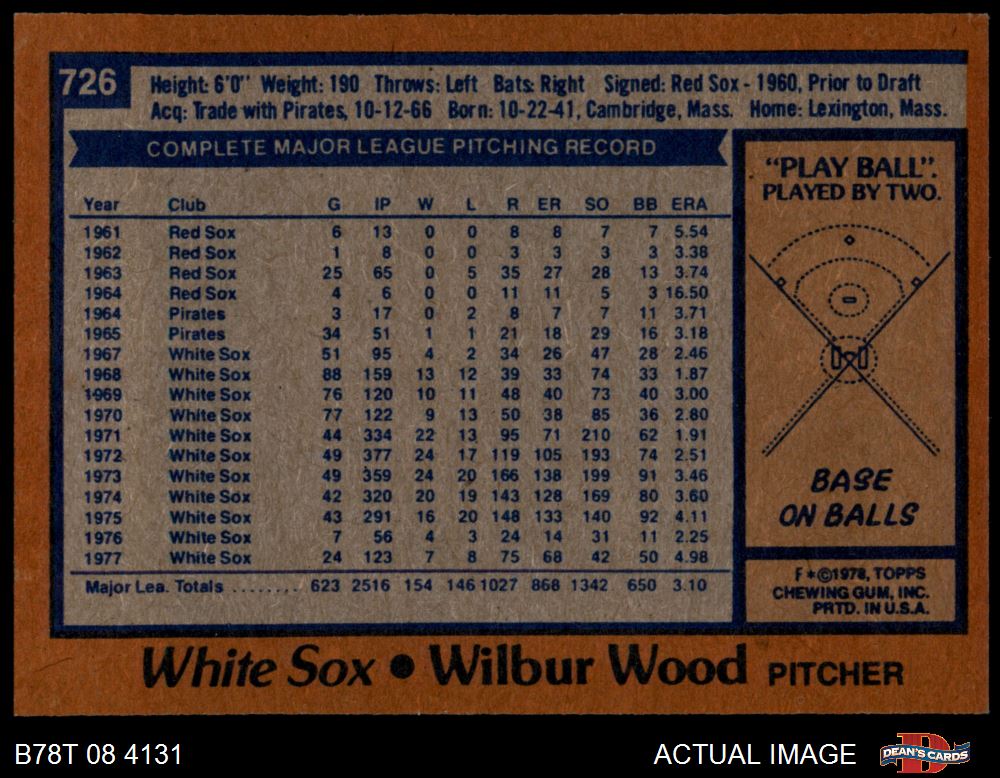 726
Height: 6'0" Weight: 190 Throws: Left Bats: Right Signed: Red Sox - 1960, Prior to Draft
Acq: Trade with Pirates, 10-12-66 Born: 10-22-41, Cambridge, Mass. Home: Lexington, Mass.
COMPLETE MAJOR LEAGUE PITCHING RECORD
Year Club G IP W L R ER SO BB ERA
1961 Red Sox 6 13 0 0 8 8 7 7 5.54
1962 Red Sox 1 8 0 0 3 3 3 3 3.38
1963 Red Sox 25 65 0 5 35 27 28 13 3.74
1964 Red Sox 4 6 0 0 11 11 5 3 16.50
1964 Pirates 3 17 0 2 8 7 7 11 3.71
1965 Pirates 34 51 1 1 21 18 29 16 3.18
1967 White Sox 51 95 4 2 34 26 47 28 2.46
1968 White Sox 88 159 13 12 39 33 74 33 1.87
1969 White Sox 76 120 10 11 48 40 73 40 3.00
1970 White Sox 77 122 9 13 50 38 85 36 2.80
1971 White Sox 44 334 22 13 95 71 210 62 1.91
1972 White Sox 49 377 24 17 119 105 193 74 2.51
1973 White Sox 49 359 24 20 166 138 199 91 3.46
1974 White Sox 42 320 20 19 143 128 169 80 3.60
1975 White Sox 43 291 16 20 148 133 140 92 4.11
1976 White Sox 7 56 4 3 24 14 31 11 2.25
1977 White Sox 24 123 7 8 75 68 42 50 4.98
Major Lea. Totals ........ 623 2516 154 146 1027 868 1342 650 3.10
"PLAY BALL".
PLAYED BY TWO.
BASE
ON BALLS
F*©1978, TOPPS
CHEWING GUM, INC.
PRTD. IN U.S.A.
White Sox • Wilbur Wood PITCHER
B78T 08 4131
ACTUAL IMAGE
DEAN'S CARDS